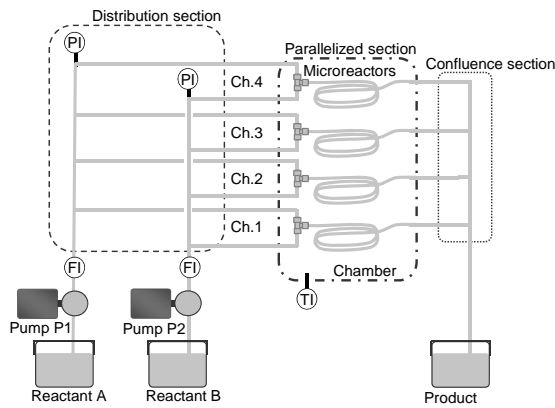 Distribution section
PI
Parallelized section
Microreactors
Confluence section
PI
Ch.4
Ch.3
Ch.2
Ch.1
FI
FI
Chamber
TI
Pump P1
Pump P2
Reactant A
Reactant B
Product